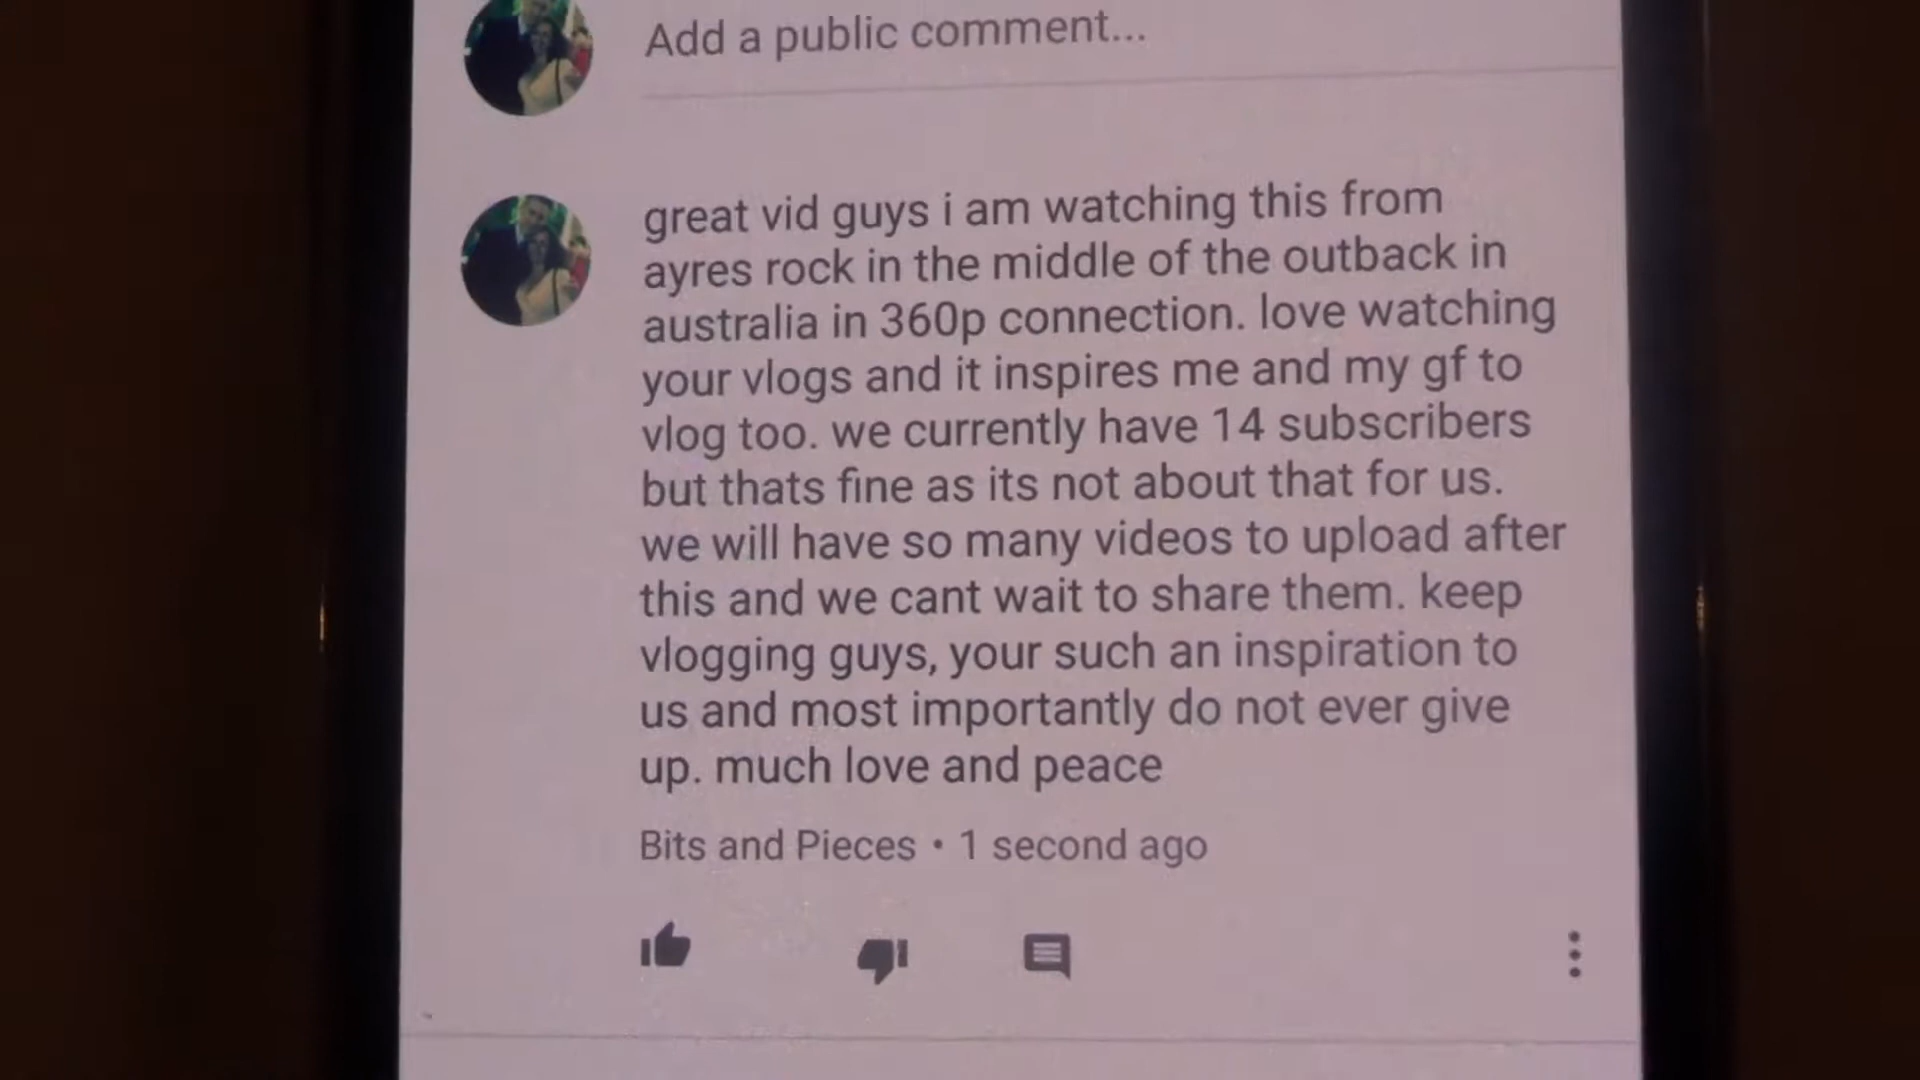 Add a public comment...
great vid guys i am watching this from
ayres rock in the middle of the outback in
australia in 360p connection. love watching
your vlogs and it inspires me and my gf to
vlog too. we currently have 14 subscribers
but thats fine as its not about that for us.
we will have so many videos to upload after
this and we cant wait to share them. keep
vlogging guys, your such an inspiration to
us and most importantly do not ever give
up. much love and peace
Bits and Pieces • 1 second ago